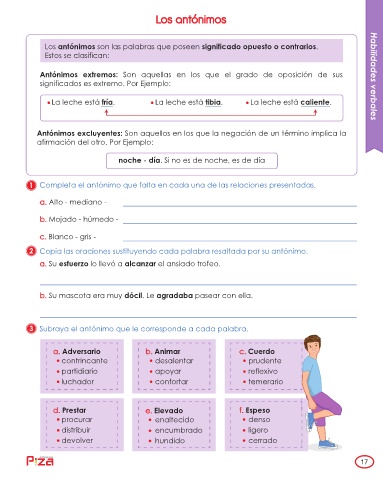 Los antónimos
Los antónimos son las palabras que poseen significado opuesto o contrarios.
Estos se clasifican:
Antónimos extremos: Son aquellas en los que el grado de oposición de sus
significados es extremo. Por Ejemplo:
• La leche está fría. • La leche está tibia. • La leche está caliente.
Antónimos excluyentes: Son aquellos en los que la negación de un término implica la
afirmación del otro. Por Ejemplo:
noche - día. Si no es de noche, es de día
1 Completa el antónimo que falta en cada una de las relaciones presentadas.
a. Alto - mediano -
b. Mojado - húmedo -
c. Blanco - gris -
2 Copia las oraciones sustituyendo cada palabra resaltada por su antónimo.
a. Su esfuerzo lo llevó a alcanzar el ansiado trofeo.
b. Su mascota era muy dócil. Le agradaba pasear con ella.
3 Subraya el antónimo que le corresponde a cada palabra.
a. Adversario
• contrincante
• partidiario
• luchador
b. Animar
• desalentar
• apoyar
• confortar
c. Cuerdo
• prudente
• reflexivo
• temerario
d. Prestar
• procurar
• distribuir
• devolver
e. Elevado
• enaltecido
• encumbrado
• hundido
f. Espeso
• denso
• ligero
• cerrado
Habilidades verbales
Piza
17